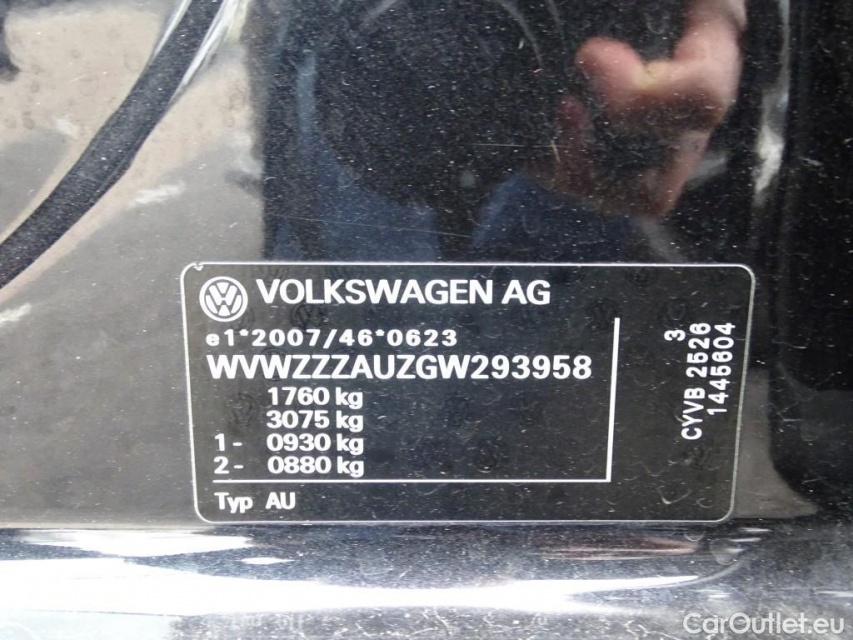 VOLKSWAGEN AG
e1*2007/46*0623
WVWZZZAUZGW293958
1760 kg
3075 kg
1- 0930 kg
2- 0880 kg
Typ AU
3
CYVB 2526
1445604
CarOutlet.eu